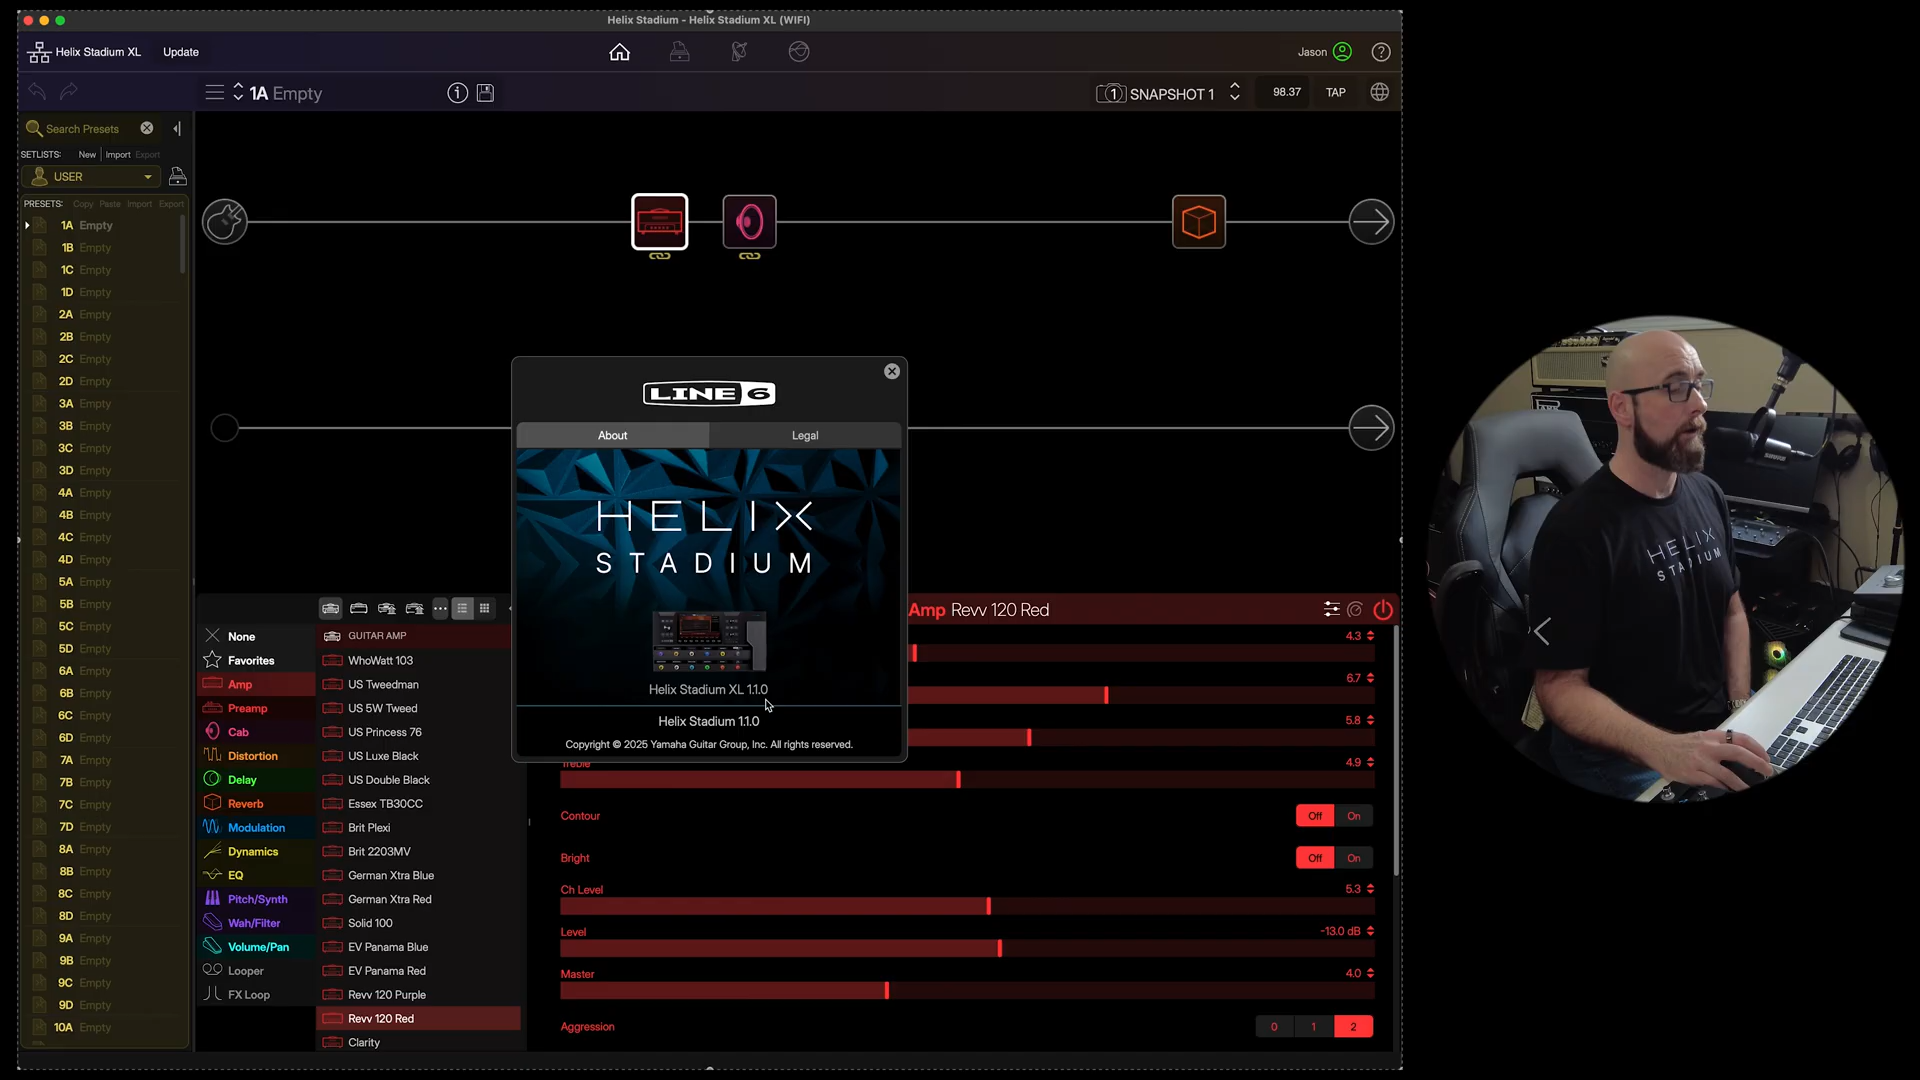 Helix Stadium - Helix Stadium XL (WIFI)
Helix Stadium XL
Update
Jason
1A Empty
1 SNAPSHOT 1
98.37
TAP
Search Presets
SETLISTS: New | Import Export
USER
PRESETS: Copy Paste Import Export
1A Empty
1B Empty
1C Empty
1D Empty
2A Empty
2B Empty
2C Empty
2D Empty
3A Empty
3B Empty
3C Empty
3D Empty
4A Empty
4B Empty
4C Empty
4D Empty
5A Empty
5B Empty
5C Empty
5D Empty
6A Empty
6B Empty
6C Empty
6D Empty
7A Empty
7B Empty
7C Empty
7D Empty
8A Empty
8B Empty
8C Empty
8D Empty
9A Empty
9B Empty
9C Empty
9D Empty
10A Empty
LINE 6
About
Legal
HELIX
STADIUM
Helix Stadium XL 1.1.0
Helix Stadium 1.1.0
Copyright © 2025 Yamaha Guitar Group, Inc. All rights reserved.
None
Favorites
Amp
Preamp
Cab
Distortion
Delay
Reverb
Modulation
Dynamics
EQ
Pitch/Synth
Wah/Filter
Volume/Pan
Looper
FX Loop
GUITAR AMP
WhoWatt 103
US Tweedman
US 5W Tweed
US Princess 76
US Luxe Black
US Double Black
Essex TB30CC
Brit Plexi
Brit 2203MV
German Xtra Blue
German Xtra Red
Solid 100
EV Panama Blue
EV Panama Red
Revv 120 Purple
Revv 120 Red
Clarity
Amp Revv 120 Red
4.3
6.7
5.8
Treble 4.9
Contour Off On
Bright Off On
Ch Level 5.3
Level -13.0 dB
Master 4.0
Aggression 0 1 2
HELIX
STADIUM